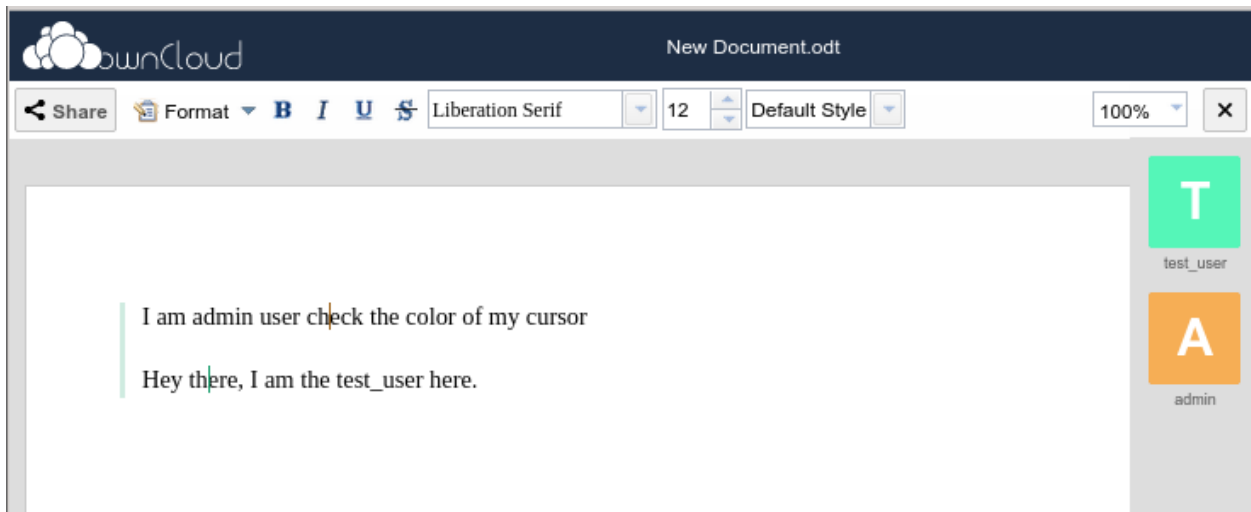 ownCloud
New Document.odt
Share Format B I U S Liberation Serif 12 Default Style 100% ×
T
test_user
I am admin user check the color of my cursor
A
Hey there, I am the test_user here.
admin